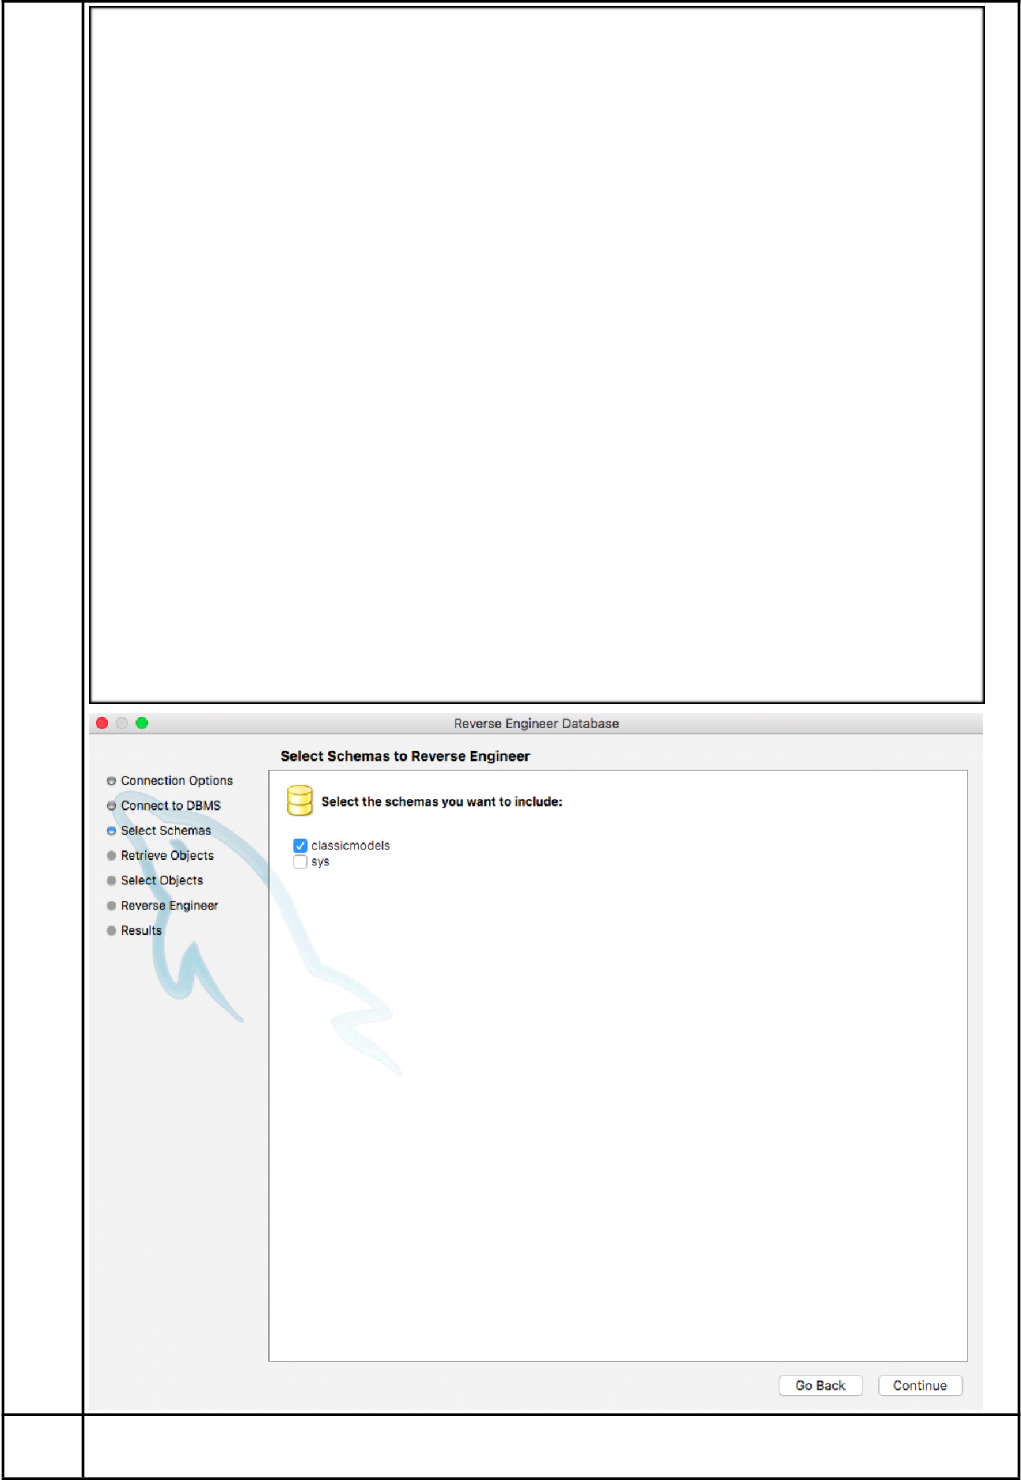 Reverse Engineer Database
Select Schemas to Reverse Engineer
Connection Options
Connect to DBMS
Select Schemas
Retrieve Objects
Select Objects
Reverse Engineer
Results
Select the schemas you want to include:
classicmodels
sys
Go Back
Continue